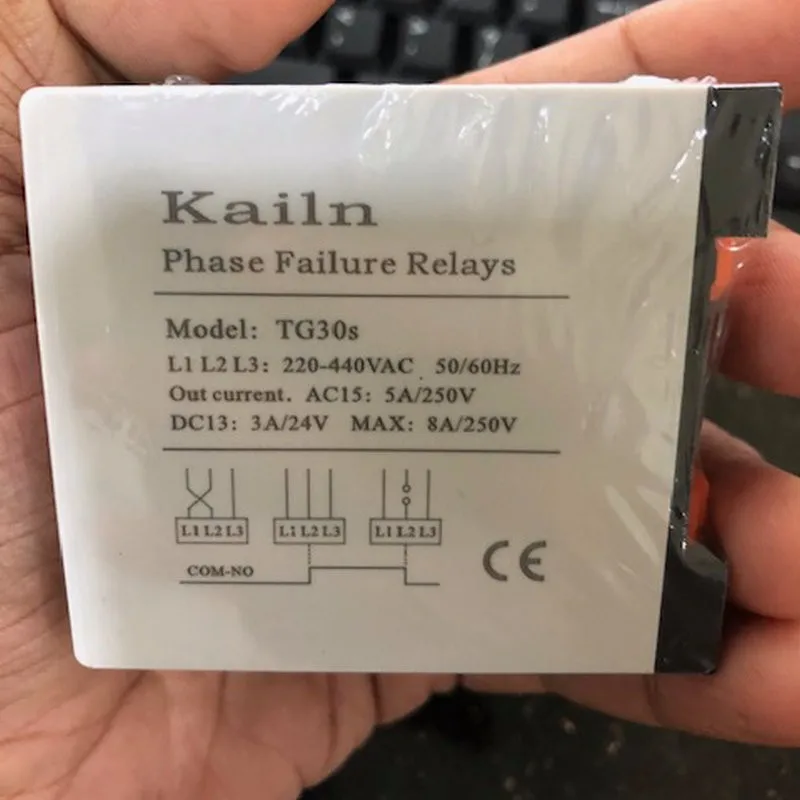 Kailn
Phase Failure Relays
Model: TG30s
L1 L2 L3: 220-440VAC 50/60Hz
Out current. AC15: 5A/250V
DC13: 3A/24V MAX: 8A/250V
L1 L2 L3 L1 L2 L3 L1 L2 L3
COM-NO
CE